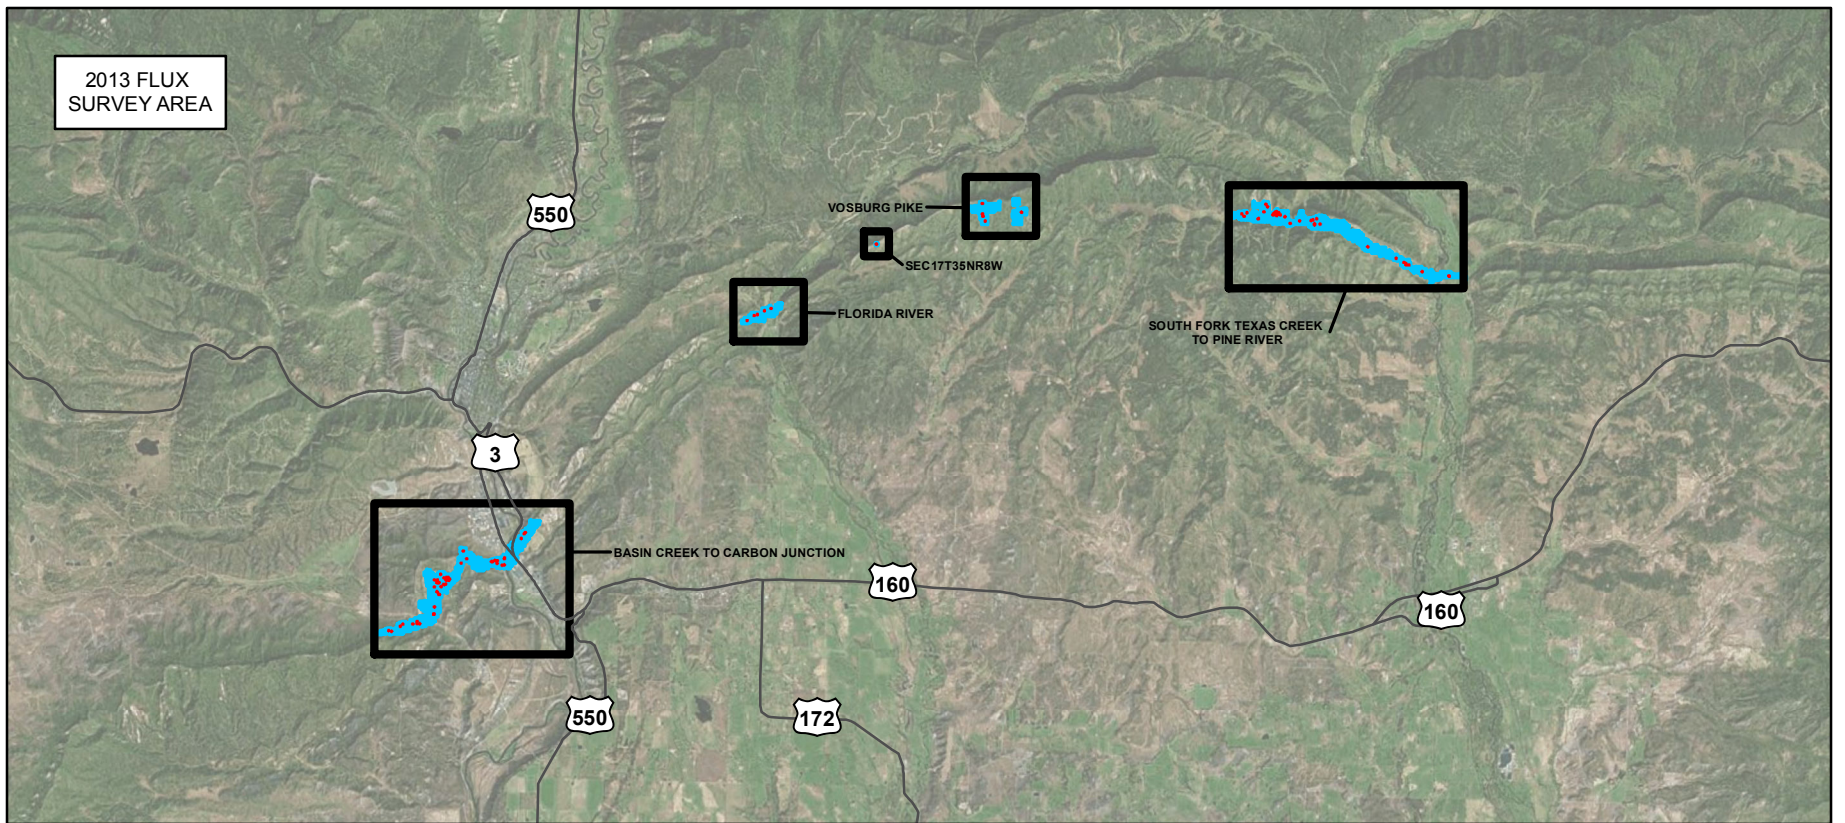 2013 FLUX
SURVEY AREA
550
VOSBURG PIKE
SEC17T35NR8W
FLORIDA RIVER
SOUTH FORK TEXAS CREEK
TO PINE RIVER
3
BASIN CREEK TO CARBON JUNCTION
160
160
550
172